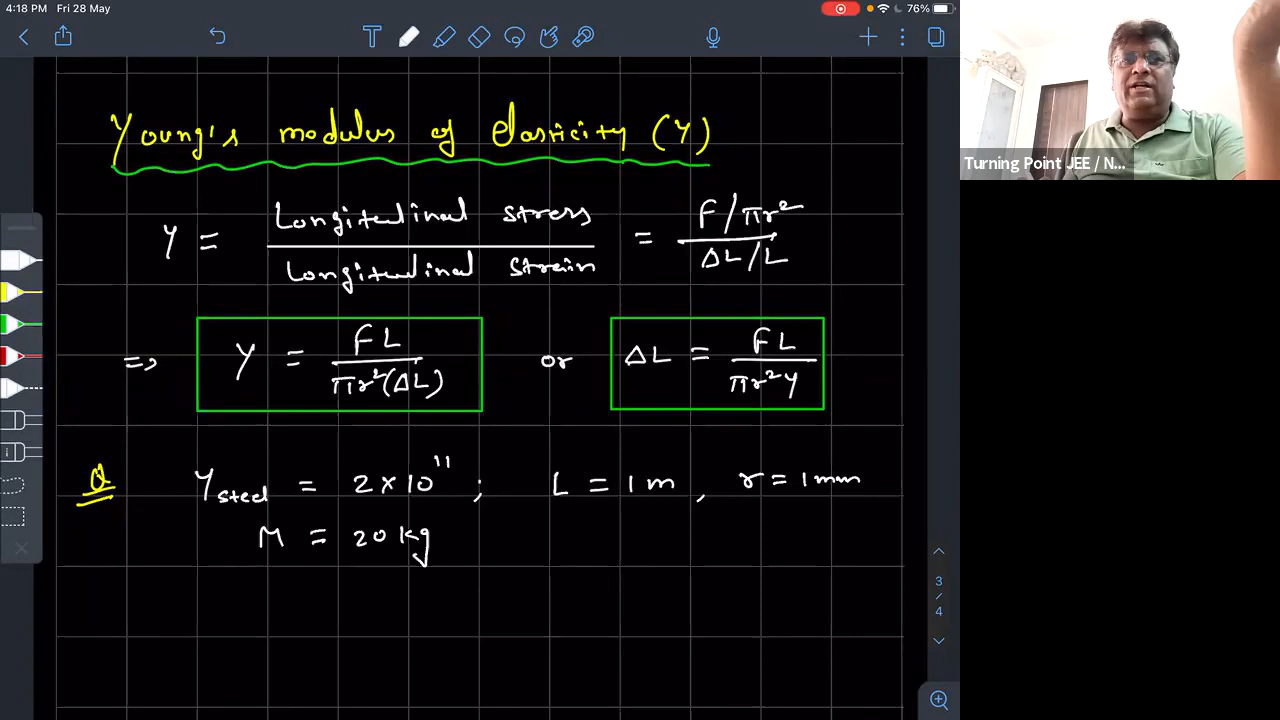 4:18 PM Fri 28 May
76%
T
Young's modulus of elasticity (Y)
Y = Longitudinal stress / Longitudinal strain = F/πr² / ΔL/L
⇒ Y = FL / πr²(ΔL) or ΔL = FL / πr²Y
Q Y steel = 2 × 10¹¹ ; L = 1 m , r = 1 mm
M = 20 kg
3
/
4
Turning Point JEE / N...